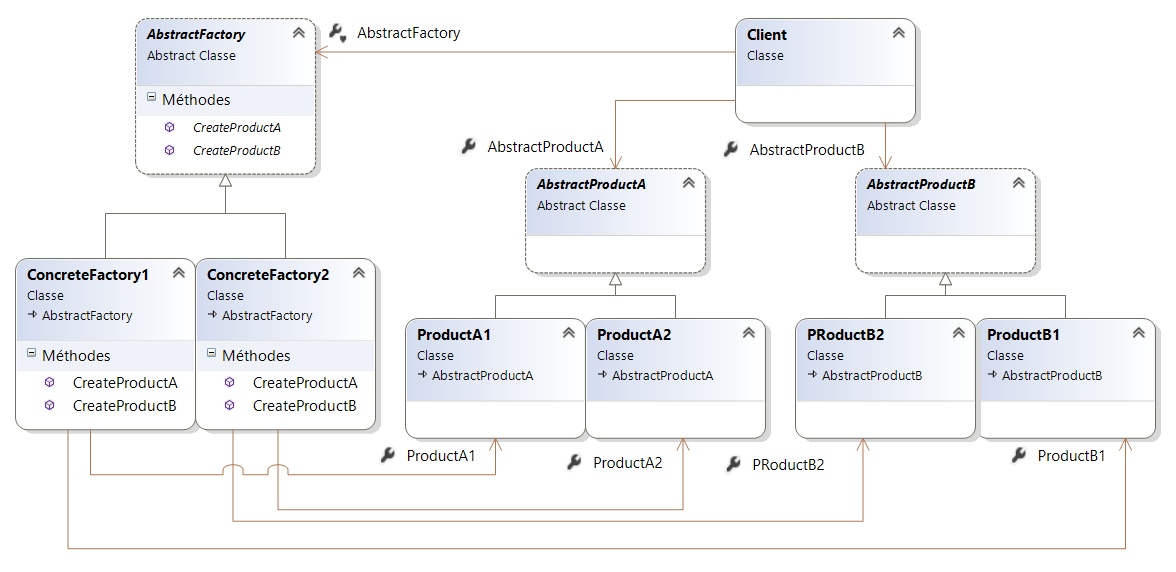 AbstractFactory
Abstract Classe
Méthodes
CreateProductA
CreateProductB
AbstractFactory
Client
Classe
AbstractProductA
AbstractProductB
AbstractProductA
Abstract Classe
AbstractProductB
Abstract Classe
ConcreteFactory1
Classe
AbstractFactory
Méthodes
CreateProductA
CreateProductB
ConcreteFactory2
Classe
AbstractFactory
Méthodes
CreateProductA
CreateProductB
ProductA1
Classe
AbstractProductA
ProductA2
Classe
AbstractProductA
PRoductB2
Classe
AbstractProductB
ProductB1
Classe
AbstractProductB
ProductA1
ProductA2
PRoductB2
ProductB1